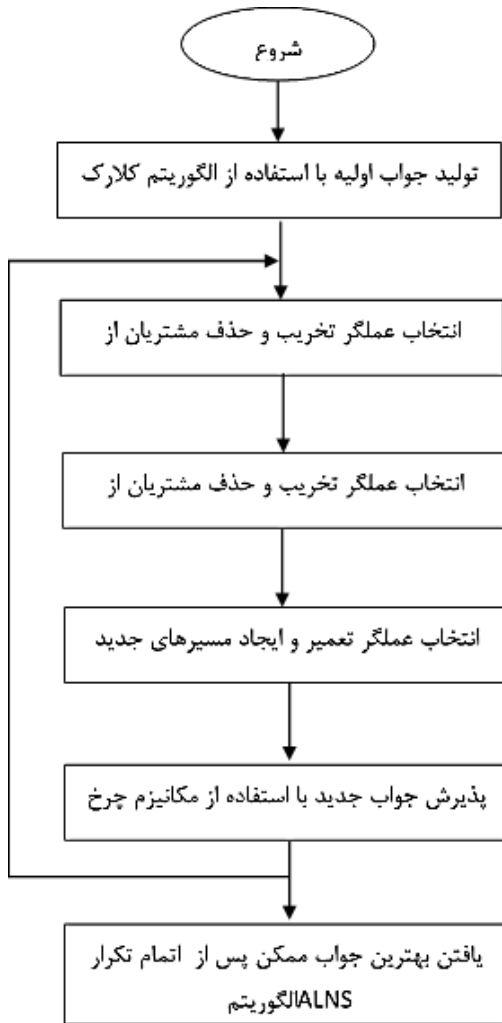 شروع
تولید جواب اولیه با استفاده از الگوریتم کلارک
انتخاب عملگر تخریب و حذف مشتریان از
انتخاب عملگر تخریب و حذف مشتریان از
انتخاب عملگر تعمیر و ایجاد مسیرهای جدید
پذیرش جواب جدید با استفاده از مکانیزم چرخ
یافتن بهترین جواب ممکن پس از اتمام تکرار
الگوریتمALNS